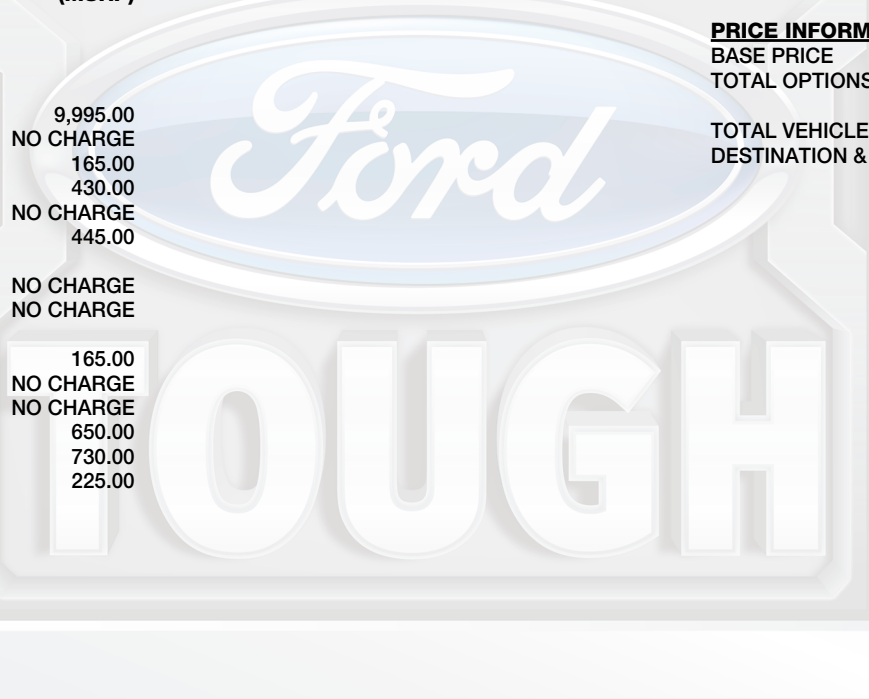 (MSRP)
9,995.00
NO CHARGE
165.00
430.00
NO CHARGE
445.00
NO CHARGE
NO CHARGE
165.00
NO CHARGE
NO CHARGE
650.00
730.00
225.00
PRICE INFORM
BASE PRICE
TOTAL OPTIONS
TOTAL VEHICLE
DESTINATION &
Ford
TOUGH